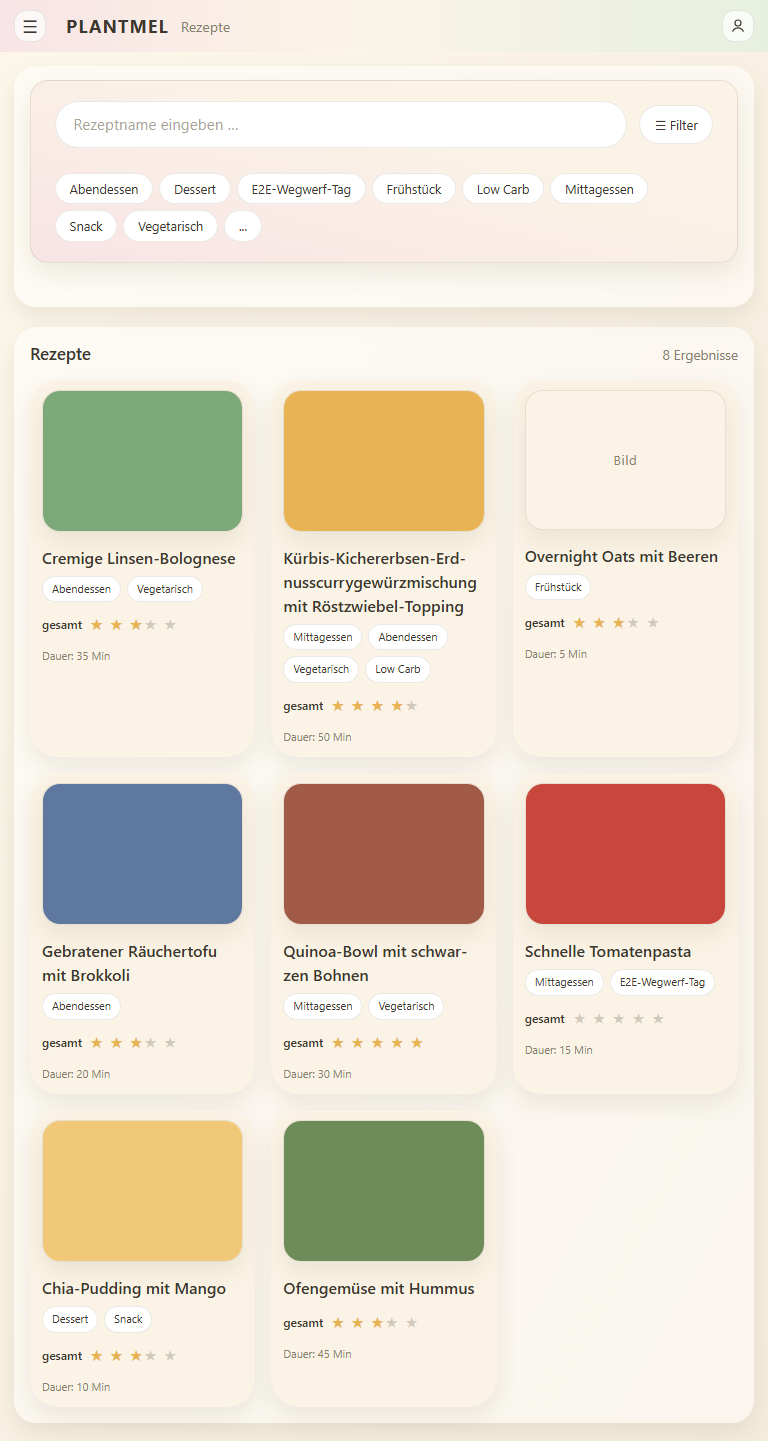 ☰ PLANTMEL Rezepte
Rezeptname eingeben ...
☰ Filter
Abendessen Dessert E2E-Wegwerf-Tag Frühstück Low Carb Mittagessen
Snack Vegetarisch ...
Rezepte 8 Ergebnisse
Cremige Linsen-Bolognese
Abendessen Vegetarisch
gesamt ★ ★ ★ ★ ★
Dauer: 35 Min
Kürbis-Kichererbsen-Erd-
nusscurrygewürzmischung
mit Röstzwiebel-Topping
Mittagessen Abendessen
Vegetarisch Low Carb
gesamt ★ ★ ★ ★ ★
Dauer: 50 Min
Bild
Overnight Oats mit Beeren
Frühstück
gesamt ★ ★ ★ ★ ★
Dauer: 5 Min
Gebratener Räuchertofu
mit Brokkoli
Abendessen
gesamt ★ ★ ★ ★ ★
Dauer: 20 Min
Quinoa-Bowl mit schwar-
zen Bohnen
Mittagessen Vegetarisch
gesamt ★ ★ ★ ★ ★
Dauer: 30 Min
Schnelle Tomatenpasta
Mittagessen E2E-Wegwerf-Tag
gesamt ★ ★ ★ ★ ★
Dauer: 15 Min
Chia-Pudding mit Mango
Dessert Snack
gesamt ★ ★ ★ ★ ★
Dauer: 10 Min
Ofengemüse mit Hummus
gesamt ★ ★ ★ ★ ★
Dauer: 45 Min